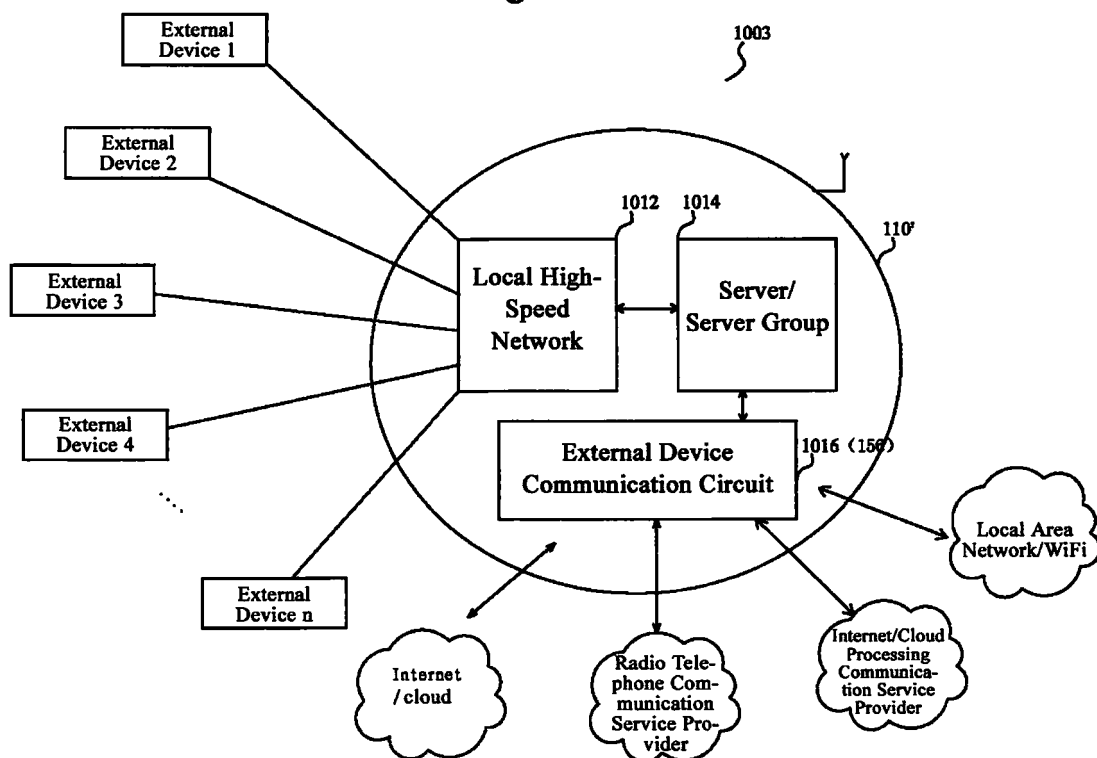 g
1003
External
Device 1
External
Device 2
External
Device 3
External
Device 4
.....
External
Device n
1012
1014
110'
Local High-
Speed
Network
Server/
Server Group
External Device
Communication Circuit
1016 (156)
Local Area
Network/WiFi
Internet/Cloud
Processing
Communica-
tion Service
Provider
Radio Tele-
phone Com-
munication
Service Pro-
vider
Internet
/cloud